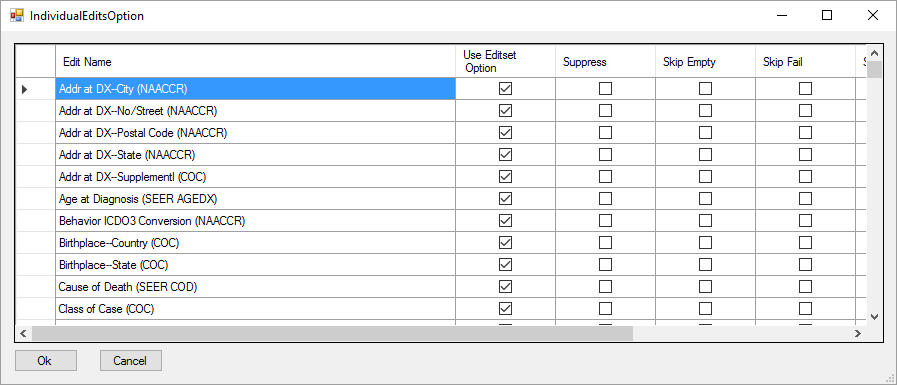 IndividualEditsOption
Edit Name Use Editset Option Suppress Skip Empty Skip Fail S
Addr at DX--City (NAACCR)
Addr at DX--No/Street (NAACCR)
Addr at DX--Postal Code (NAACCR)
Addr at DX--State (NAACCR)
Addr at DX--Supplementl (COC)
Age at Diagnosis (SEER AGEDX)
Behavior ICDO3 Conversion (NAACCR)
Birthplace--Country (COC)
Birthplace--State (COC)
Cause of Death (SEER COD)
Class of Case (COC)
Ok Cancel